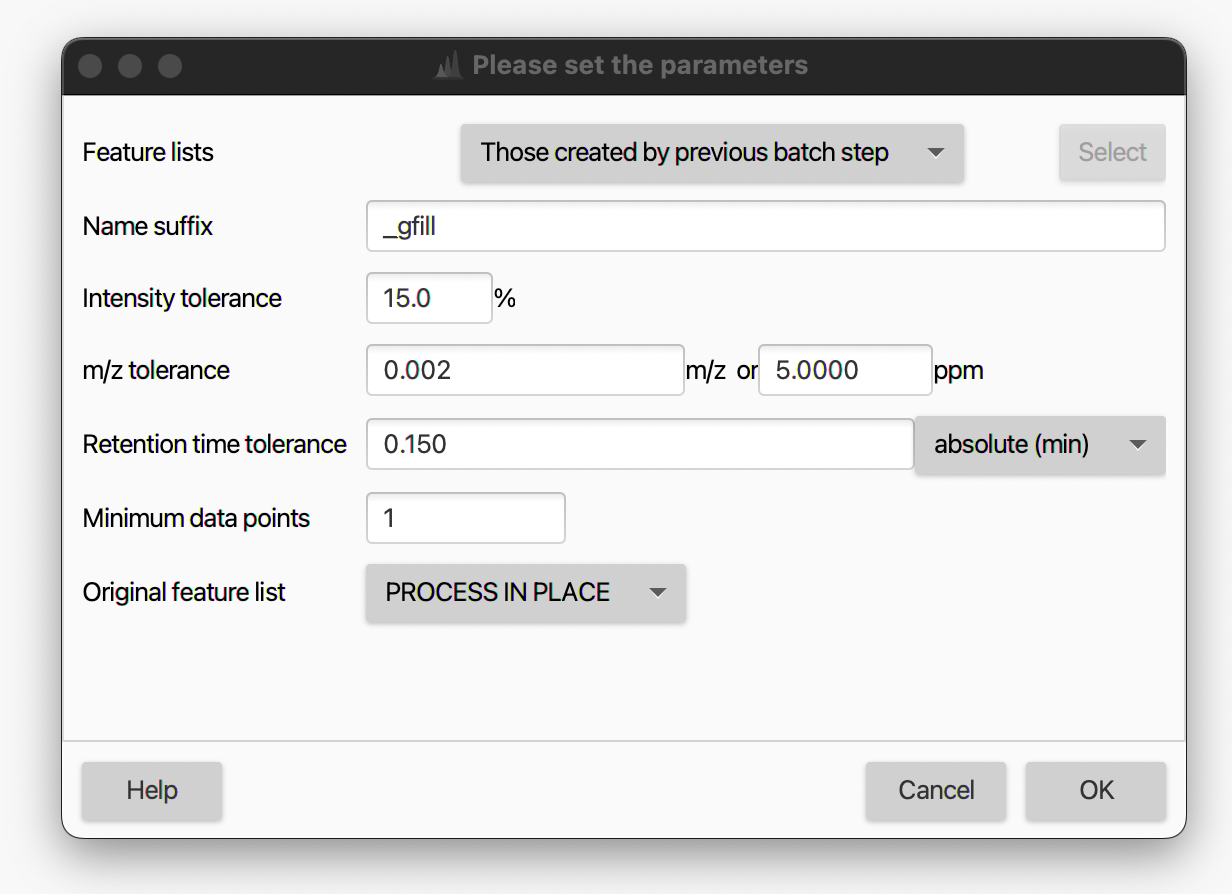 Please set the parameters
Feature lists Those created by previous batch step Select
Name suffix _gfill
Intensity tolerance 15.0 %
m/z tolerance 0.002 m/z or 5.0000 ppm
Retention time tolerance 0.150 absolute (min)
Minimum data points 1
Original feature list PROCESS IN PLACE
Help Cancel OK